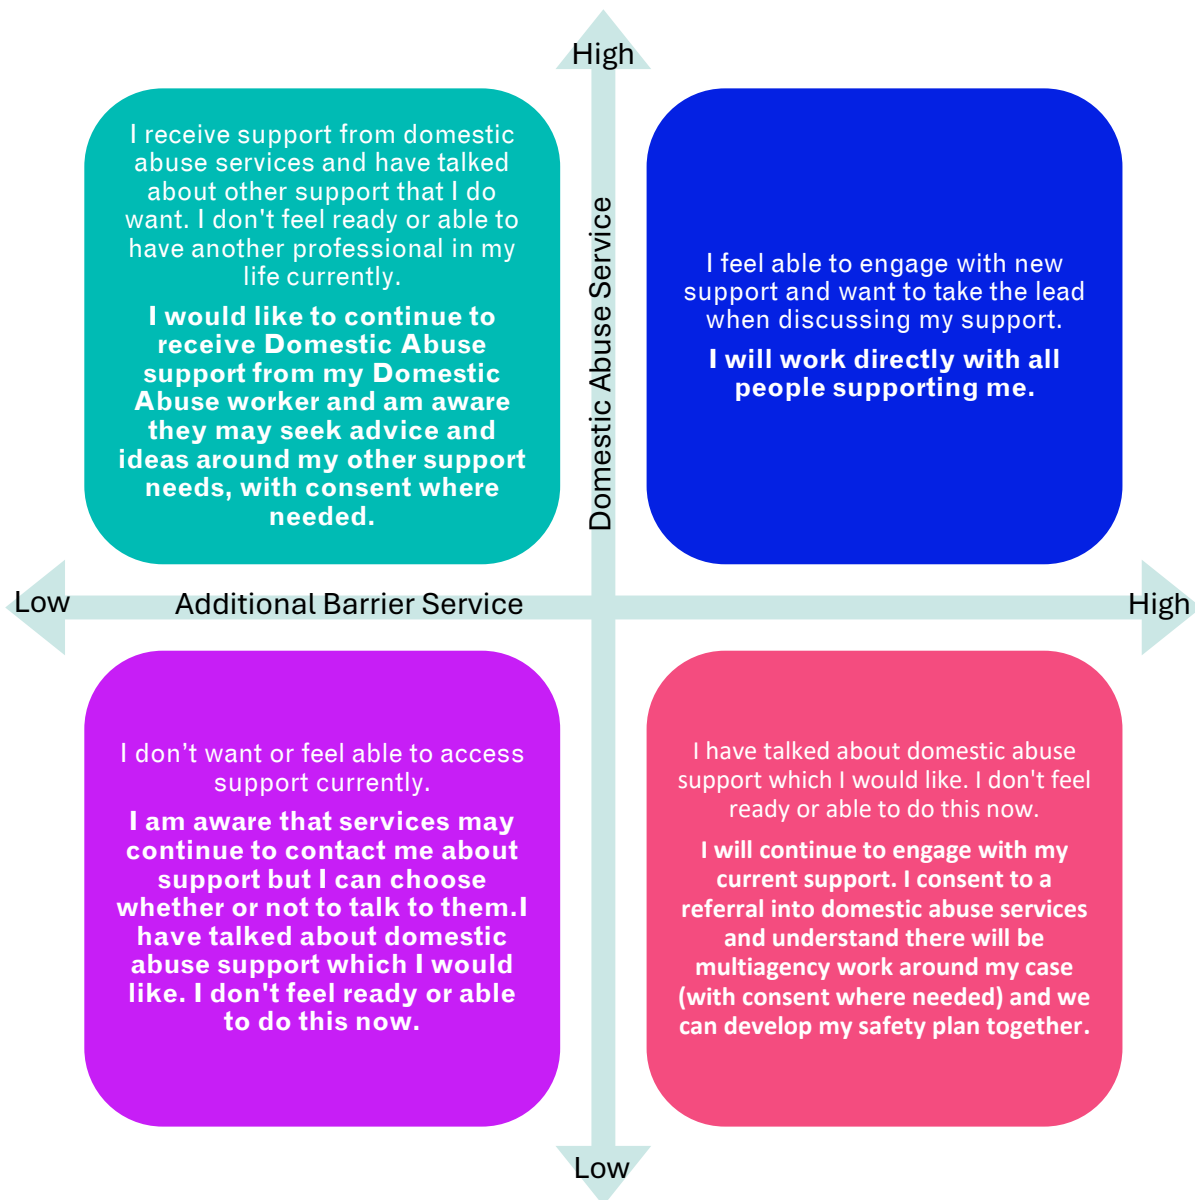 High
I receive support from domestic
abuse services and have talked
about other support that I do
want. I don't feel ready or able to
have another professional in my
life currently.
I would like to continue to
receive Domestic Abuse
support from my Domestic
Abuse worker and am aware
they may seek advice and
ideas around my other support
needs, with consent where
needed.
Domestic Abuse Service
I feel able to engage with new
support and want to take the lead
when discussing my support.
I will work directly with all
people supporting me.
Low
Additional Barrier Service
High
I don’t want or feel able to access
support currently.
I am aware that services may
continue to contact me about
support but I can choose
whether or not to talk to them.I
have talked about domestic
abuse support which I would
like. I don't feel ready or able
to do this now.
I have talked about domestic abuse
support which I would like. I don't feel
ready or able to do this now.
I will continue to engage with my
current support. I consent to a
referral into domestic abuse services
and understand there will be
multiagency work around my case
(with consent where needed) and we
can develop my safety plan together.
Low